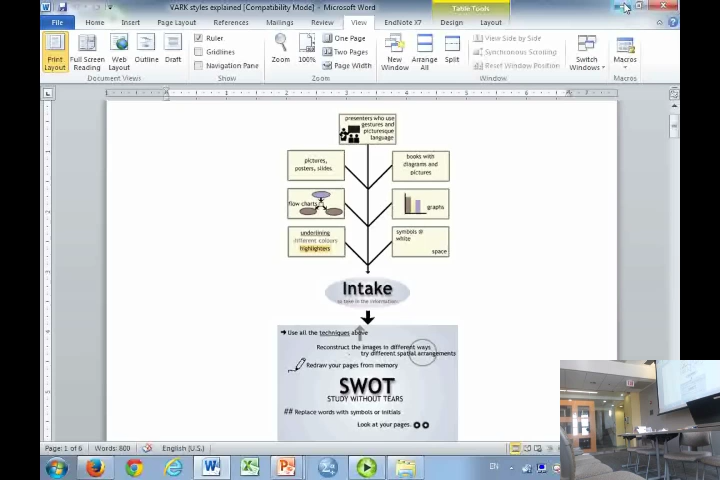 VARK styles explained [Compatibility Mode] - Microsoft Word
Table Tools
File Home Insert Page Layout References Mailings Review View EndNote X7 Design Layout
Print Layout
Full Screen Reading
Web Layout
Outline
Draft
Document Views
Ruler
Gridlines
Navigation Pane
Show
Zoom
100%
One Page
Two Pages
Page Width
Zoom
New Window
Arrange All
Split
View Side by Side
Synchronous Scrolling
Reset Window Position
Window
Switch Windows
Macros
Macros
presenters who use
gestures and
picturesque
language
pictures,
posters, slides
books with
diagrams and
pictures
flow charts
graphs
underlining
different colours
highlighters
symbols @
white
space
Intake
to take in the information
Use all the techniques above
Reconstruct the images in different ways
try different spatial arrangements
Redraw your pages from memory
SWOT
STUDY WITHOUT TEARS
## Replace words with symbols or initials
Look at your pages.
Page: 1 of 6 Words: 800 English (U.S.)
EN